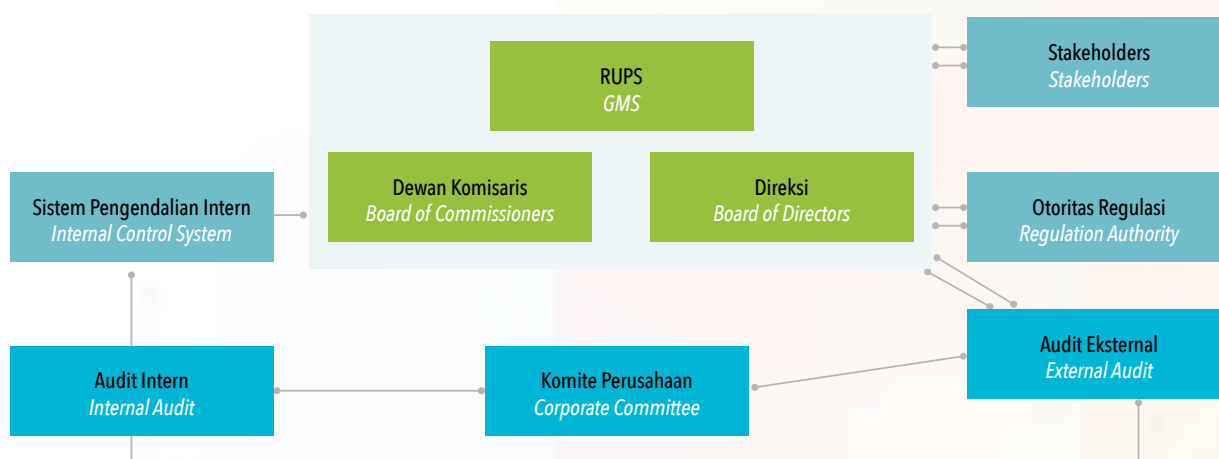 RUPS
GMS
Stakeholders
Stakeholders
Dewan Komisaris
Board of Commissioners
Direksi
Board of Directors
Sistem Pengendalian Intern
Internal Control System
Otoritas Regulasi
Regulation Authority
Audit Intern
Internal Audit
Komite Perusahaan
Corporate Committee
Audit Eksternal
External Audit